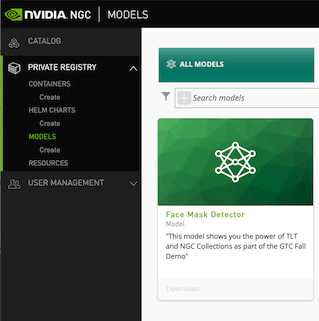 NVIDIA. NGC | MODELS
CATALOG
PRIVATE REGISTRY
CONTAINERS
Create
HELM CHARTS
Create
MODELS
Create
RESOURCES
USER MANAGEMENT
ALL MODELS
Search models
Face Mask Detector
Model
"This model shows you the power of TLT
and NGC Collections as part of the GTC Fall
Demo"
Download